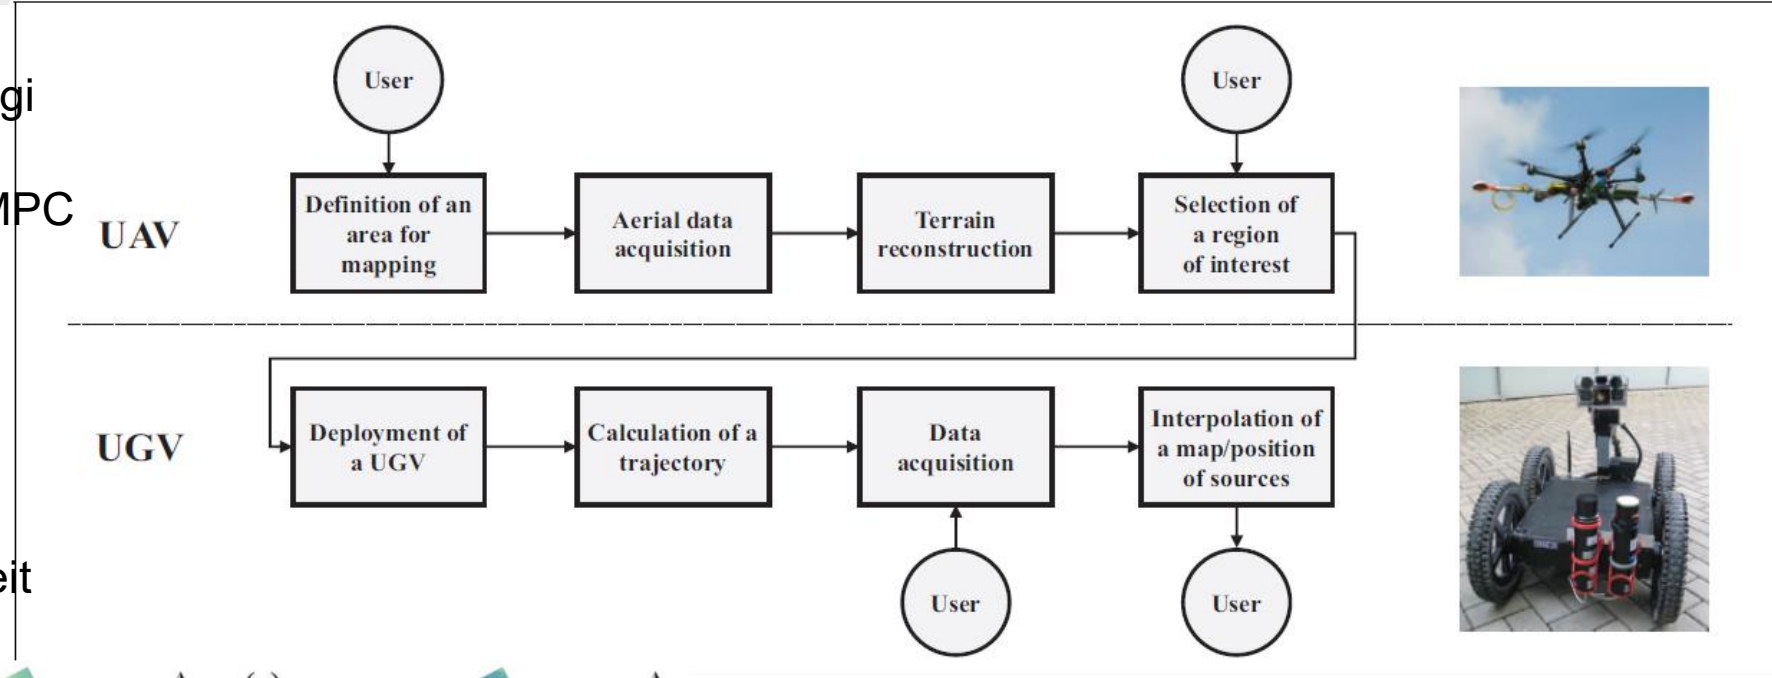 User
User
gi
MPC
UAV
Definition of an
area for
mapping
Aerial data
acquisition
Terrain
reconstruction
Selection of
a region
of interest
UGV
Deployment of
a UGV
Calculation of a
trajectory
Data
acquisition
Interpolation of
a map/position
of sources
eit
User
User